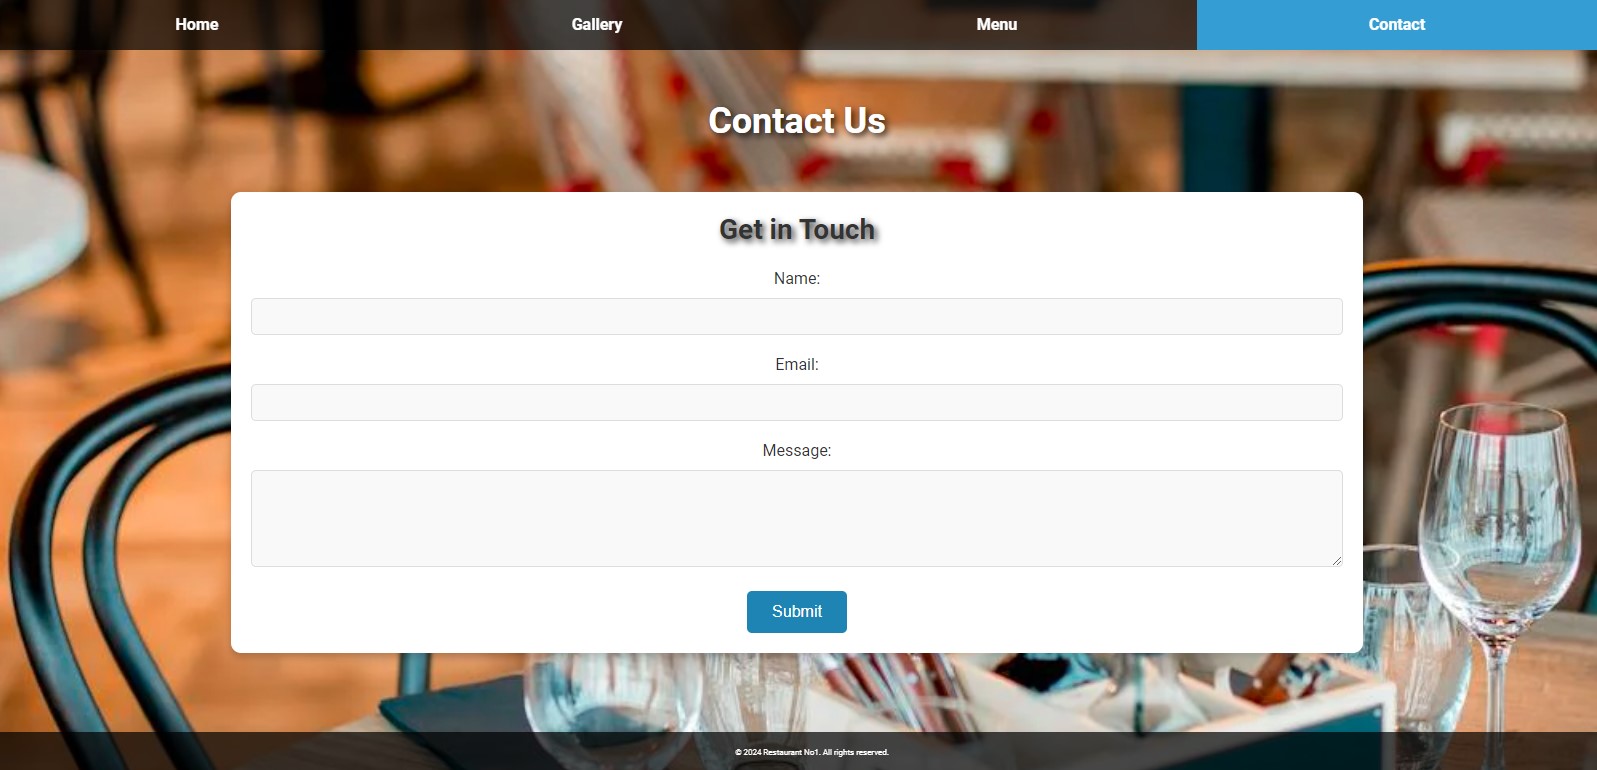 Home Gallery Menu Contact
Contact Us
Get in Touch
Name:
Email:
Message:
Submit
© 2024 Restaurant No1. All rights reserved.